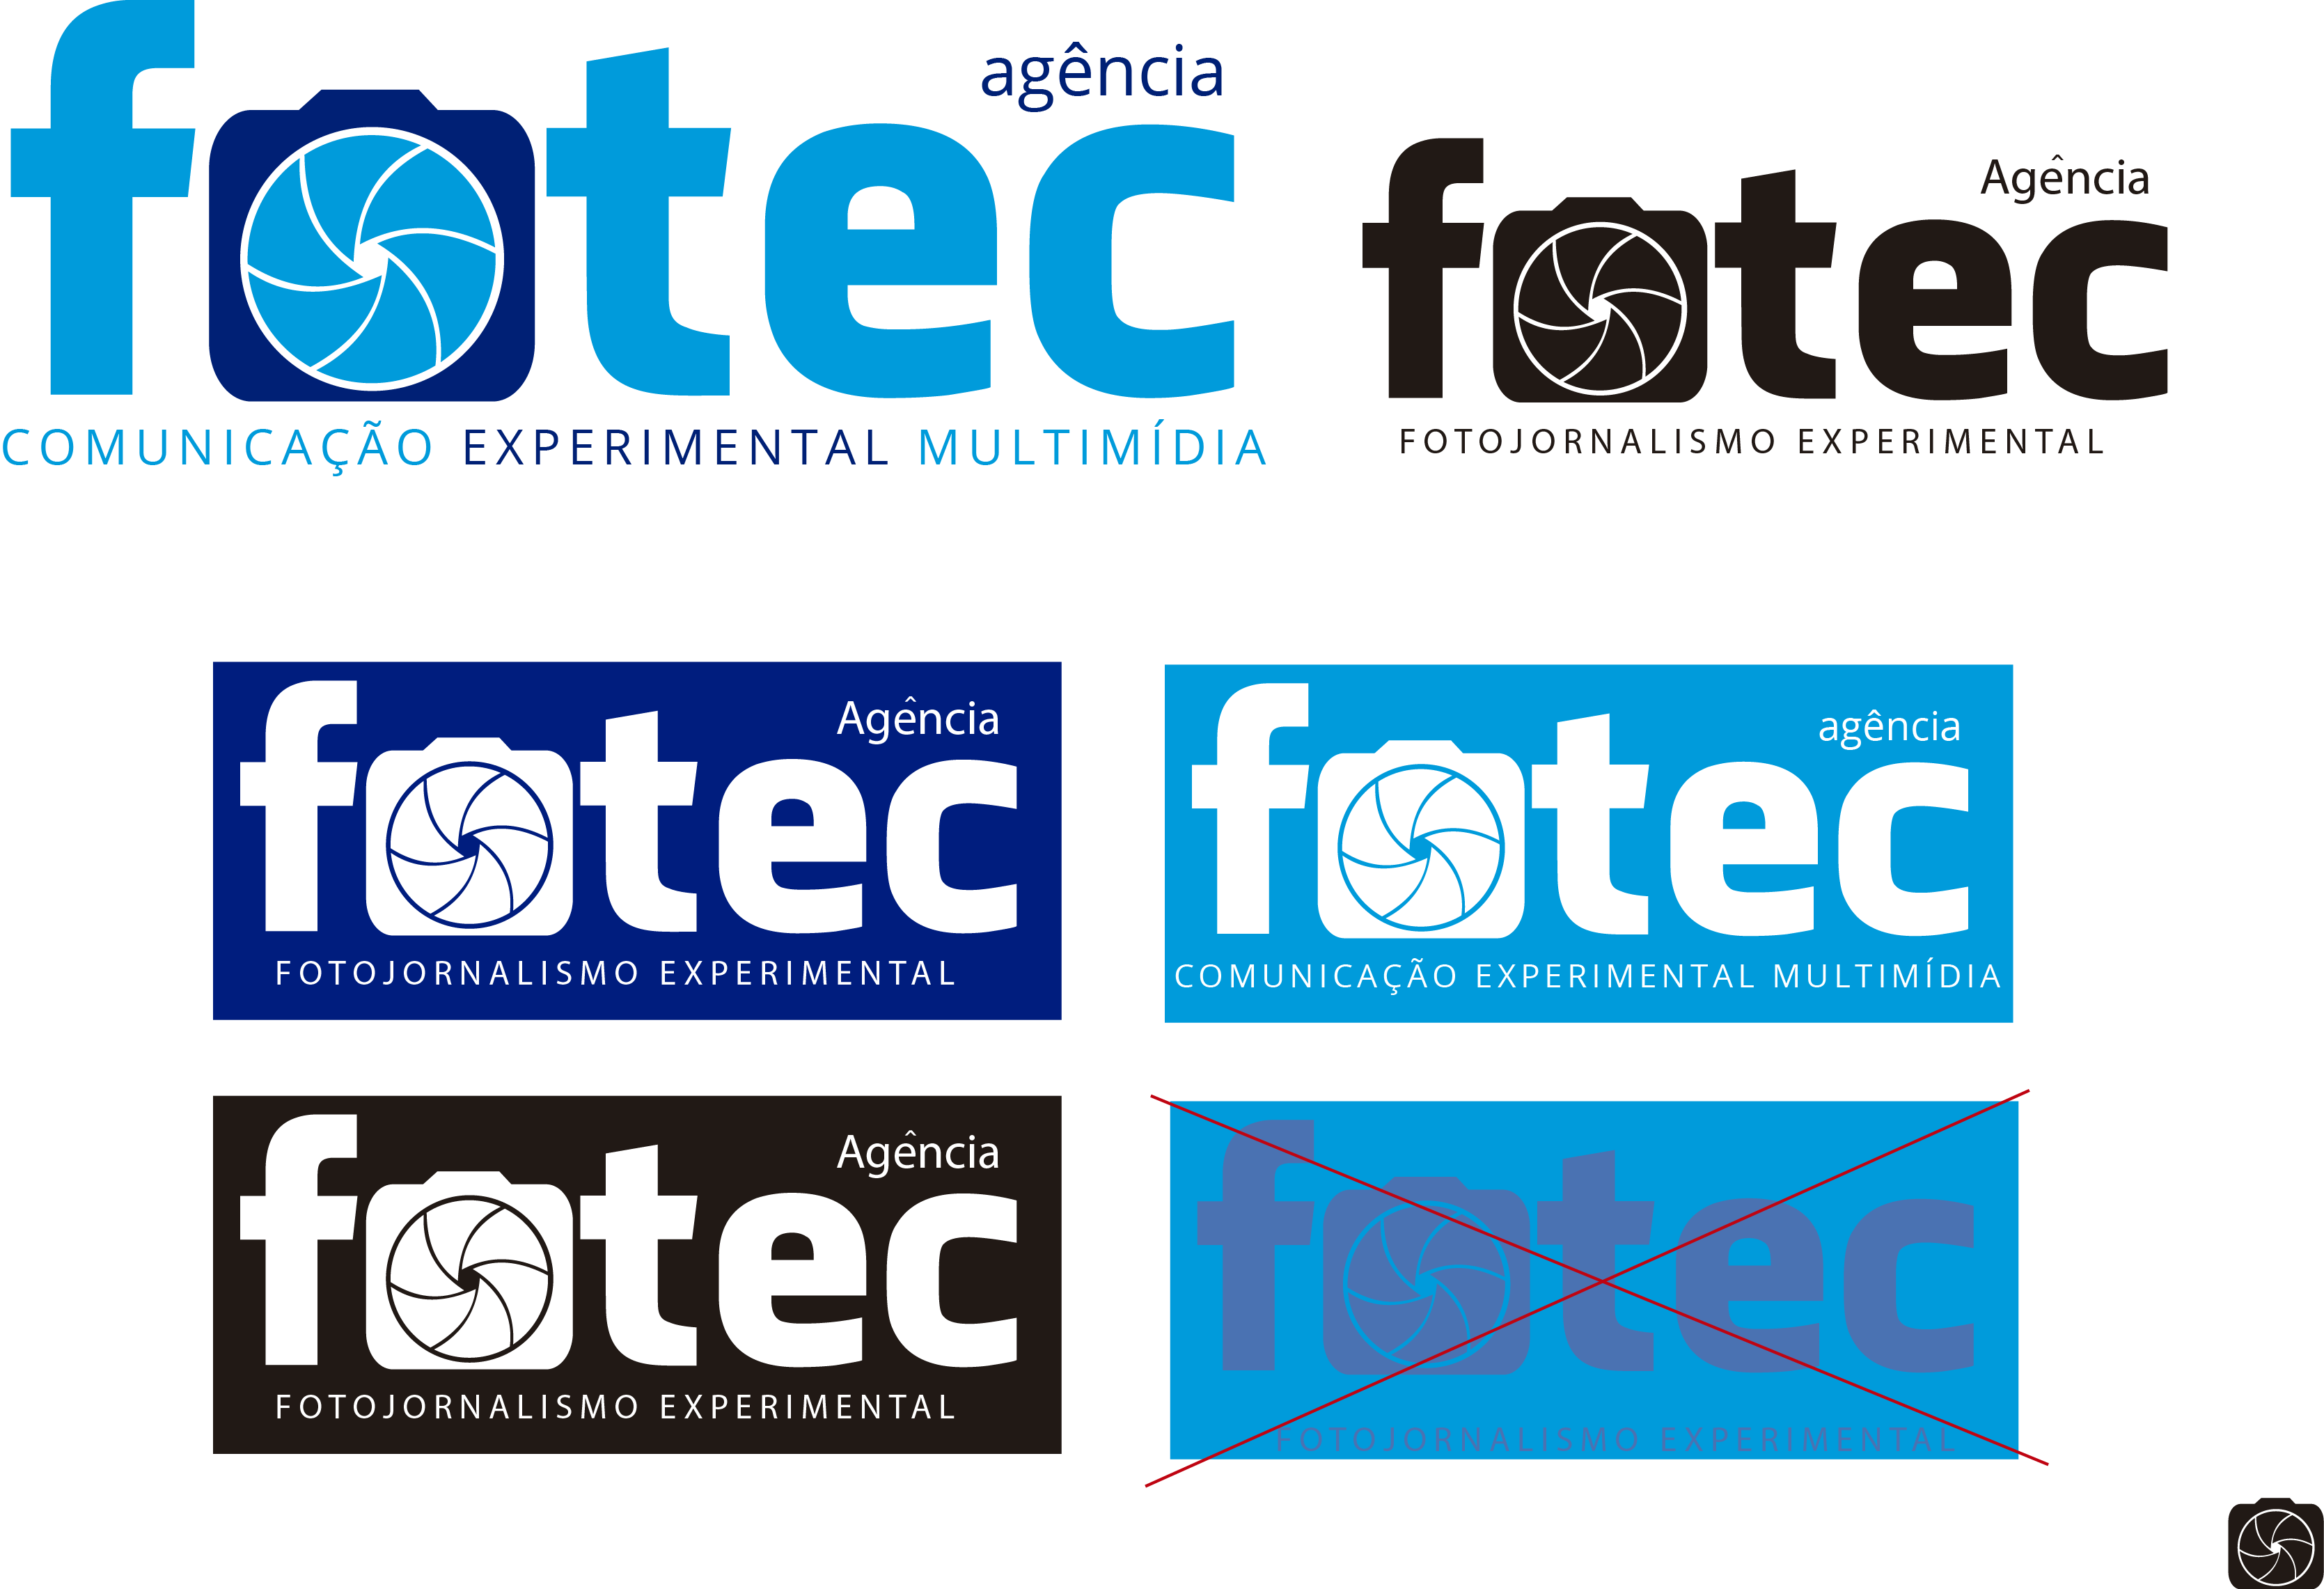 agência
fotec
COMUNICAÇÃO EXPERIMENTAL MULTIMÍDIA
Agência
fotec
FOTOJORNALISMO EXPERIMENTAL
Agência
fotec
FOTOJORNALISMO EXPERIMENTAL
agência
fotec
COMUNICAÇÃO EXPERIMENTAL MULTIMÍDIA
Agência
fotec
FOTOJORNALISMO EXPERIMENTAL
fotec
FOTOJORNALISMO EXPERIMENTAL